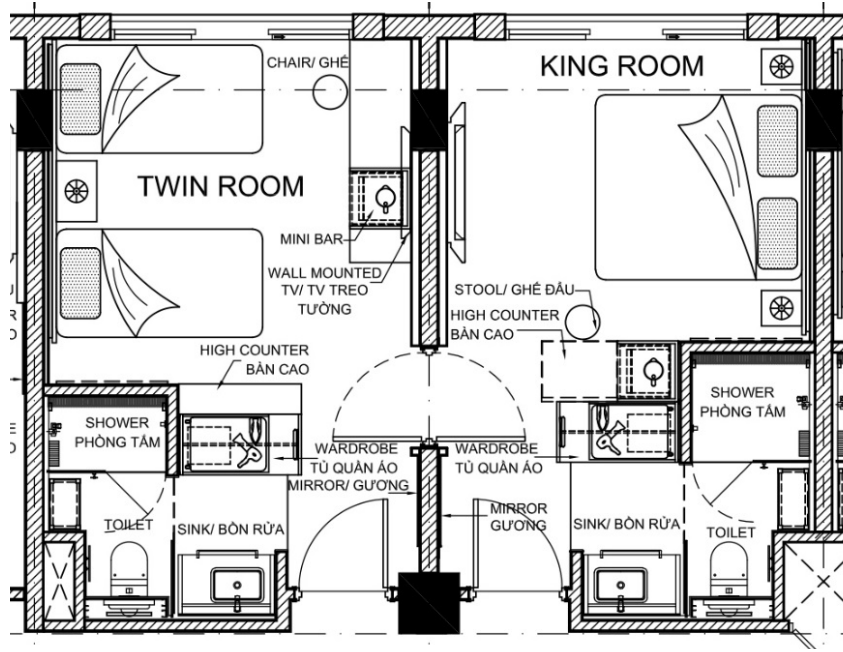 CHAIR/ GHẾ
KING ROOM
TWIN ROOM
MINI BAR
WALL MOUNTED
TV/ TV TREO
TƯỜNG
STOOL/ GHẾ ĐẨU
HIGH COUNTER
BÀN CAO
HIGH COUNTER
BÀN CAO
SHOWER
PHÒNG TẮM
SHOWER
PHÒNG TẮM
WARDROBE
TỦ QUẦN ÁO
MIRROR/ GƯƠNG
WARDROBE
TỦ QUẦN ÁO
MIRROR
GƯƠNG
TOILET
SINK/ BỒN RỬA
SINK/ BỒN RỬA
TOILET